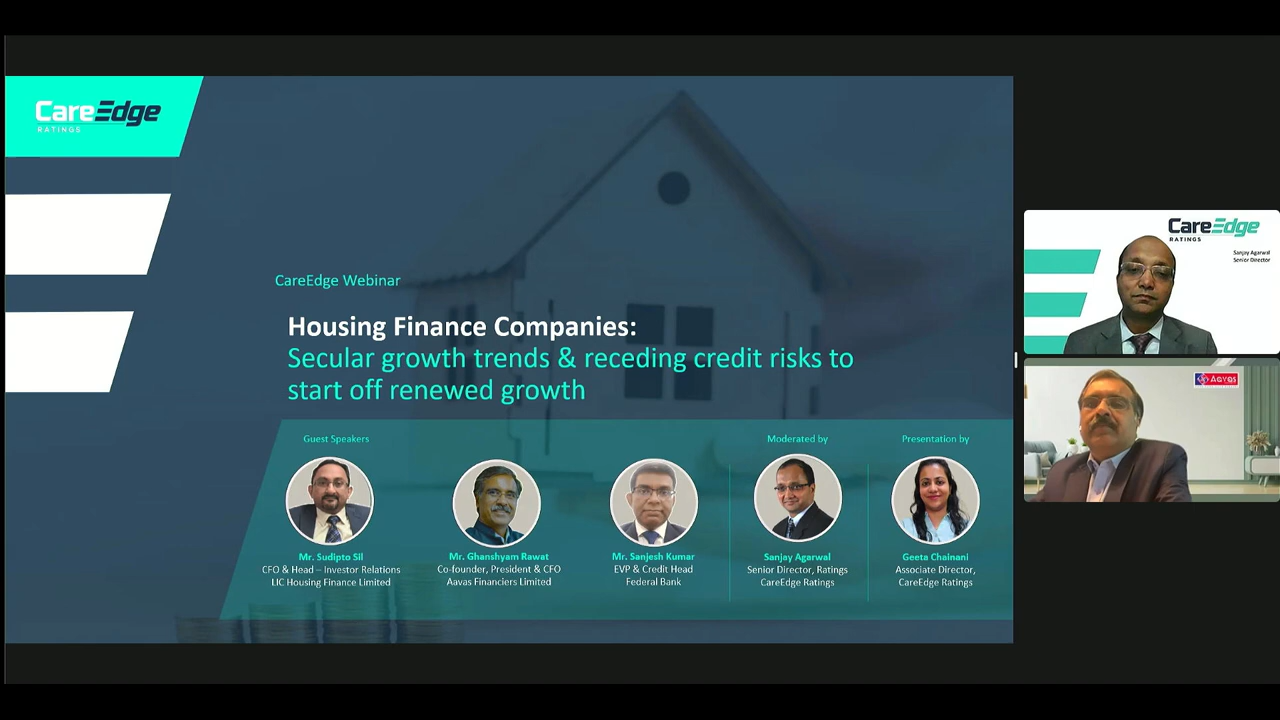 CareEdge
RATINGS
CareEdge Webinar
Housing Finance Companies:
Secular growth trends & receding credit risks to
start off renewed growth
Guest Speakers
Moderated by
Presentation by
Mr. Sudipto Sil
CFO & Head – Investor Relations
LIC Housing Finance Limited
Mr. Ghanshyam Rawat
Co-founder, President & CFO
Aavas Financiers Limited
Mr. Sanjesh Kumar
EVP & Credit Head
Federal Bank
Sanjay Agarwal
Senior Director, Ratings
CareEdge Ratings
Geeta Chainani
Associate Director,
CareEdge Ratings
CareEdge
RATINGS
Sanjay Agarwal
Senior Director
Aavas